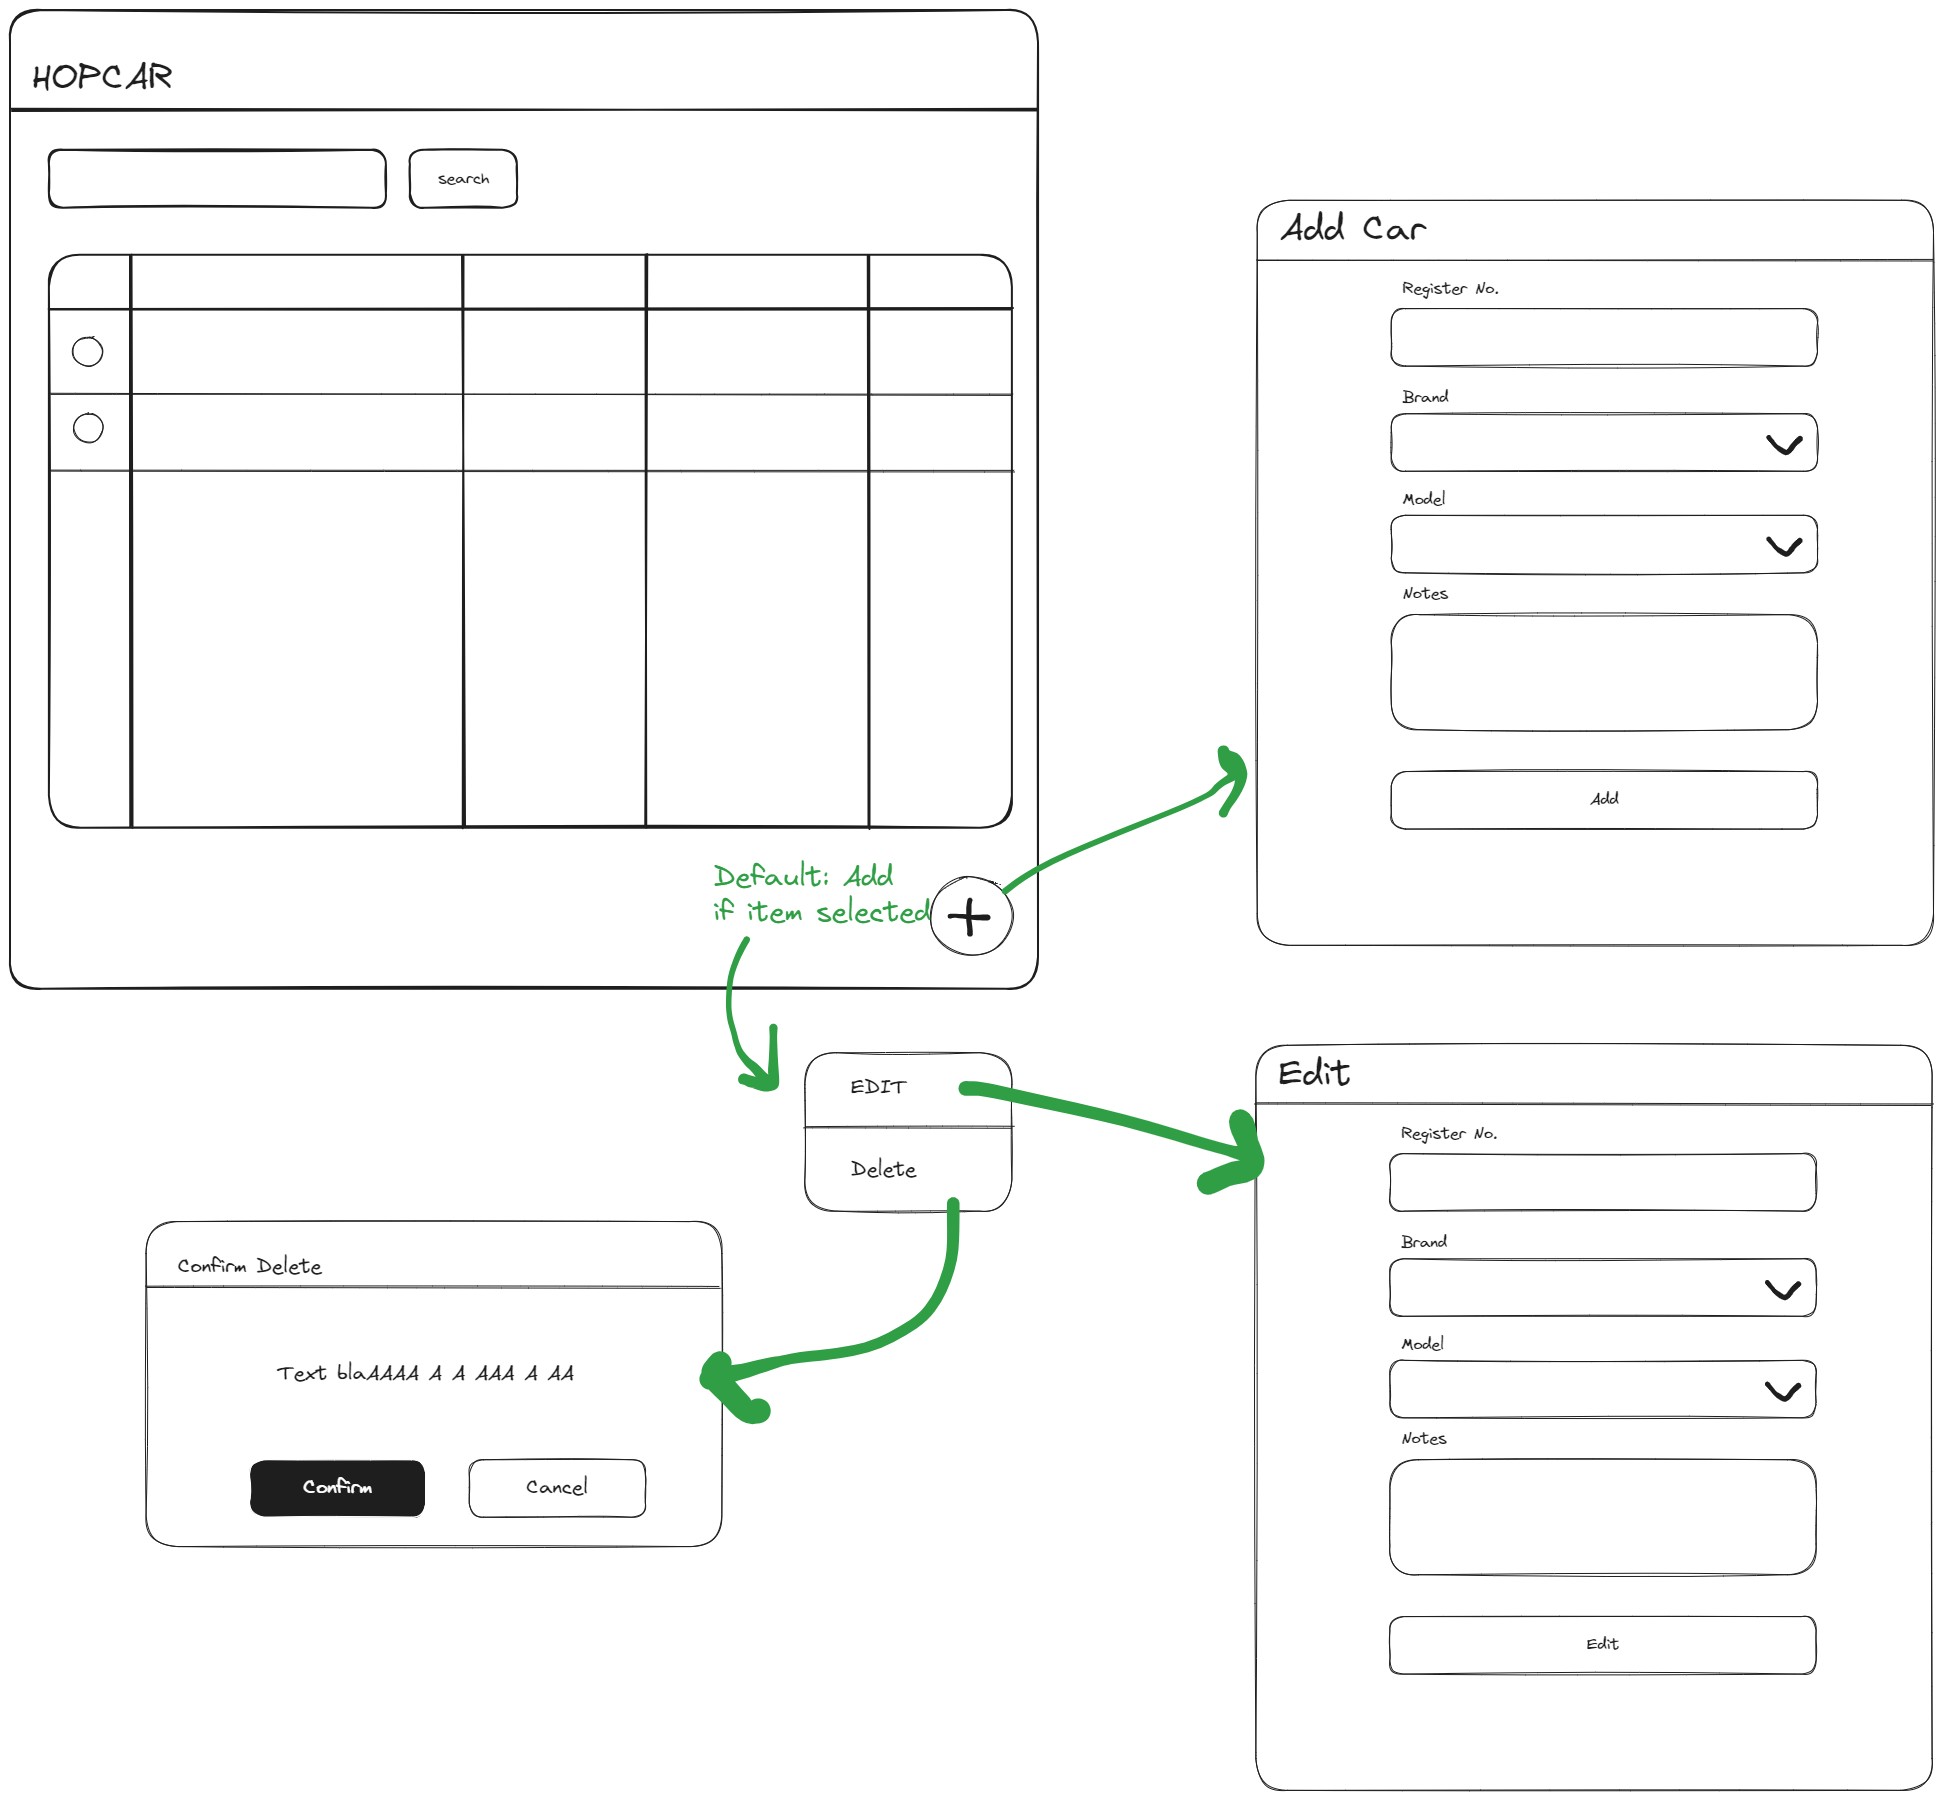 HOPCAR
search
Add Car
Register No.
Brand
Model
Notes
Add
Default: Add
if item selected
EDIT
Delete
Edit
Register No.
Brand
Model
Notes
Edit
Confirm Delete
Text blaAAAA A A AAA A AA
Confirm
Cancel